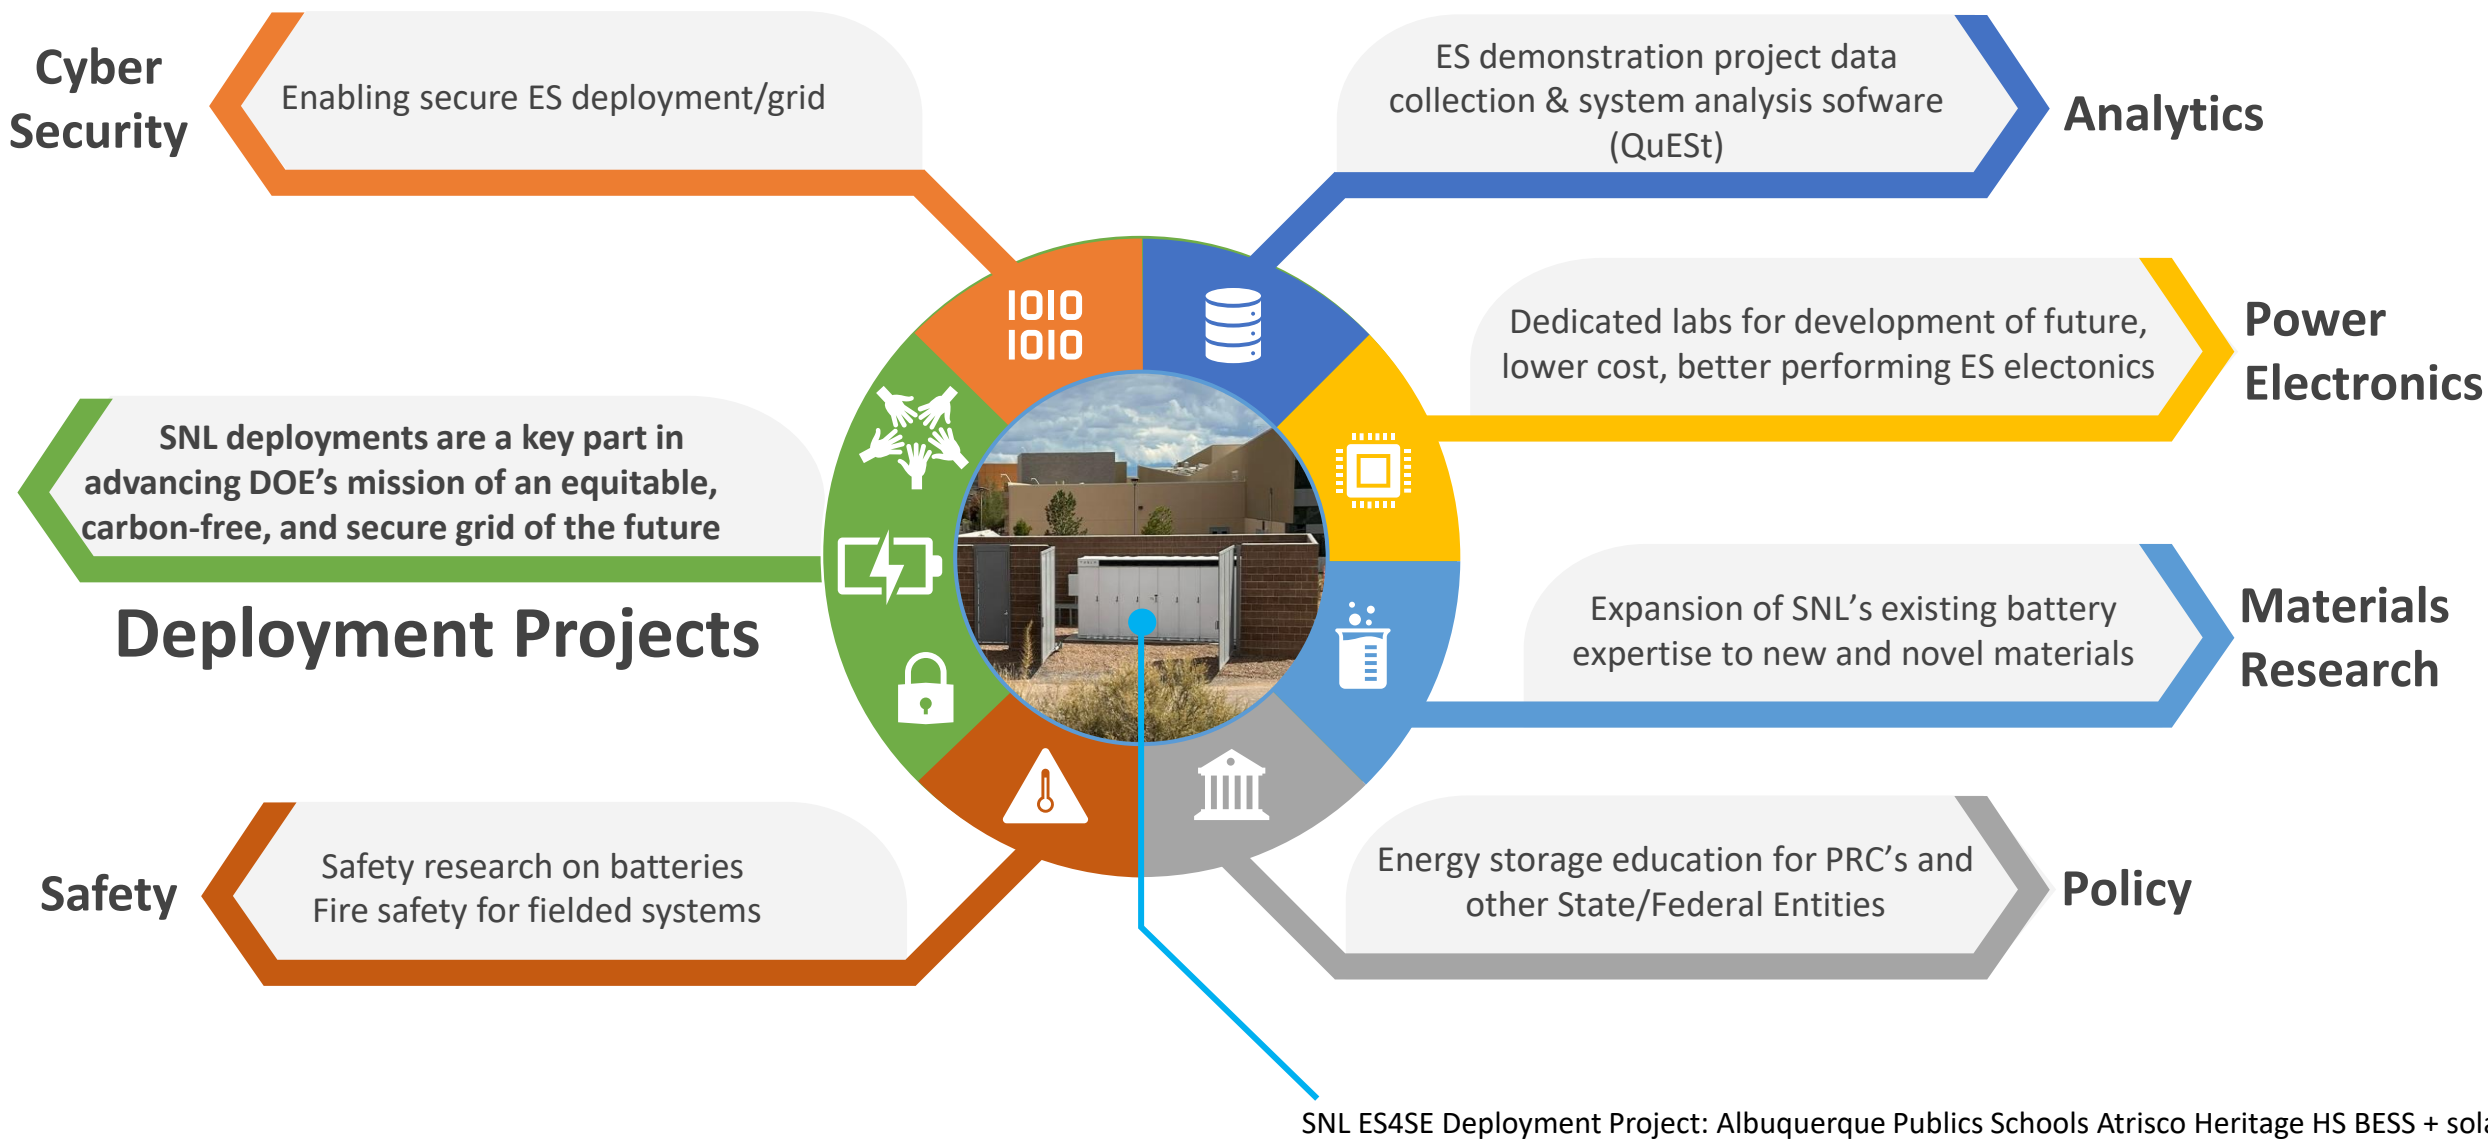 Cyber
Security
Enabling secure ES deployment/grid
ES demonstration project data
collection & system analysis sofware
(QuESt)
Analytics
IOIO
IOIO
Dedicated labs for development of future,
lower cost, better performing ES electonics
Power
Electronics
SNL deployments are a key part in
advancing DOE’s mission of an equitable,
carbon-free, and secure grid of the future
Deployment Projects
Expansion of SNL’s existing battery
expertise to new and novel materials
Materials
Research
Safety
Safety research on batteries
Fire safety for fielded systems
Energy storage education for PRC’s and
other State/Federal Entities
Policy
SNL ES4SE Deployment Project: Albuquerque Publics Schools Atrisco Heritage HS BESS +